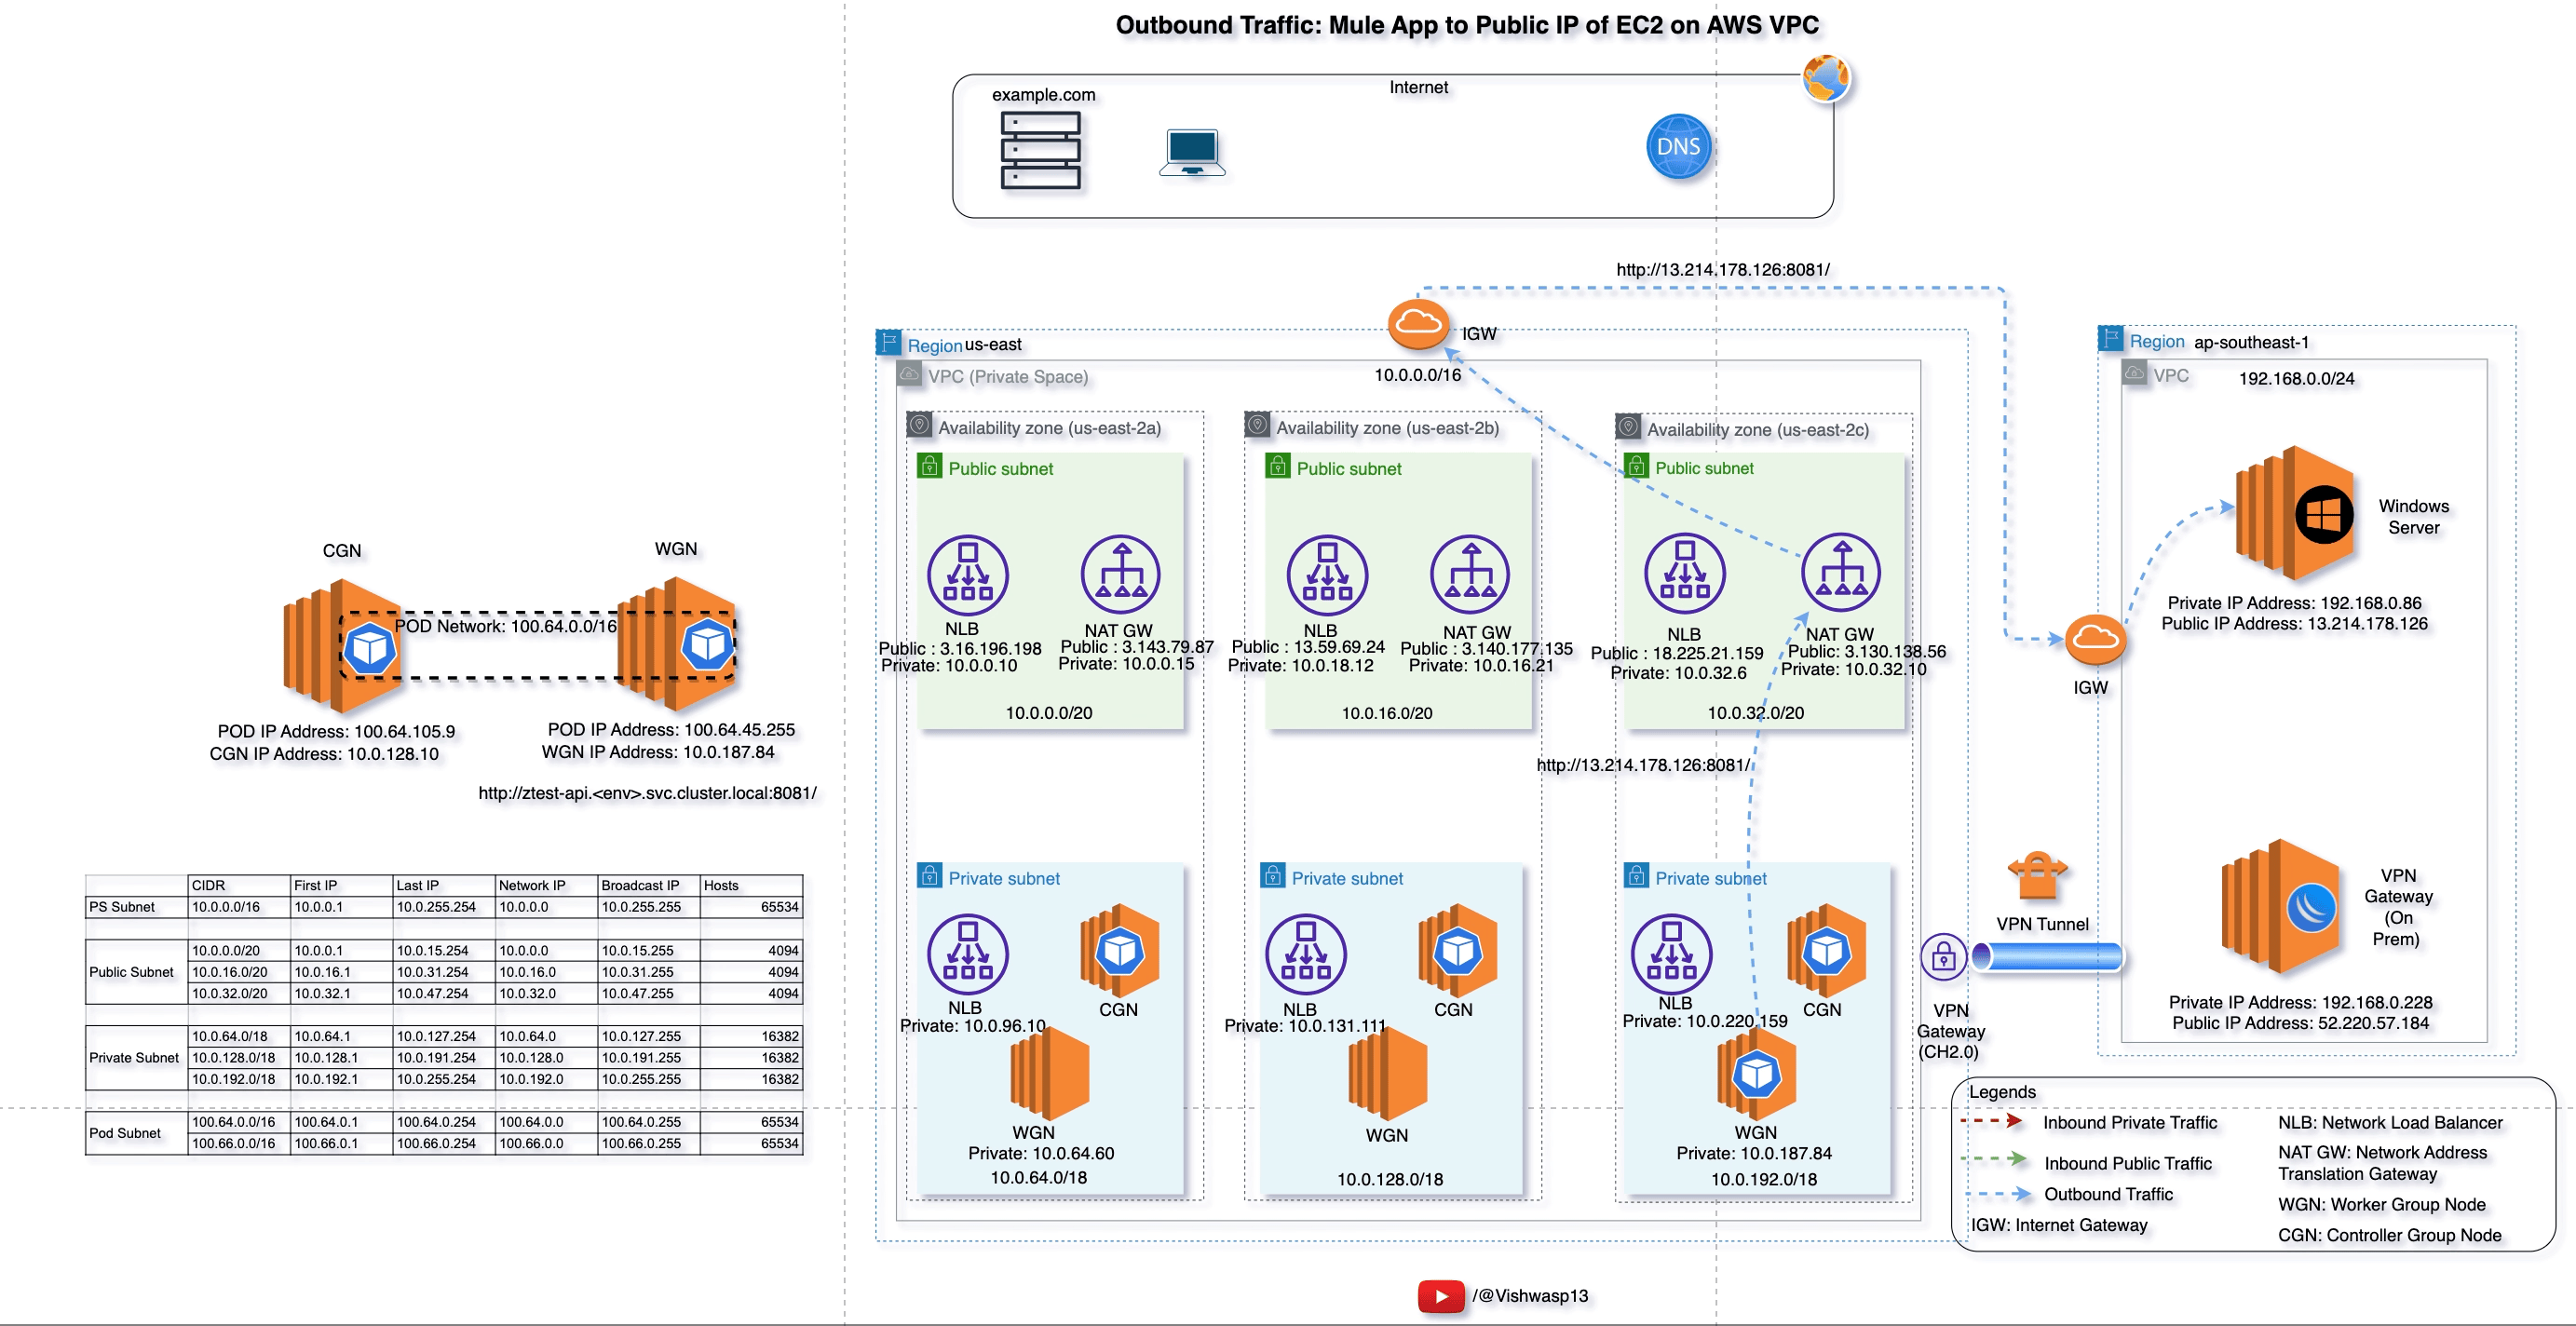 Outbound Traffic: Mule App to Public IP of EC2 on AWS VPC
Internet
example.com
DNS
http://13.214.178.126:8081/
IGW
Region us-east
VPC (Private Space)
10.0.0.0/16
Availability zone (us-east-2a)
Public subnet
NLB
Public : 3.16.196.198
Private: 10.0.0.10
NAT GW
Public : 3.143.79.87
Private: 10.0.0.15
10.0.0.0/20
Private subnet
NLB
Private: 10.0.96.10
CGN
WGN
Private: 10.0.64.60
10.0.64.0/18
Availability zone (us-east-2b)
Public subnet
NLB
Public : 13.59.69.24
Private: 10.0.18.12
NAT GW
Public : 3.140.177.135
Private: 10.0.16.21
10.0.16.0/20
Private subnet
NLB
Private: 10.0.131.111
CGN
WGN
10.0.128.0/18
Availability zone (us-east-2c)
Public subnet
NLB
Public : 18.225.21.159
Private: 10.0.32.6
NAT GW
Public: 3.130.138.56
Private: 10.0.32.10
10.0.32.0/20
http://13.214.178.126:8081/
Private subnet
NLB
Private: 10.0.220.159
CGN
WGN
Private: 10.0.187.84
10.0.192.0/18
VPN
Gateway
(CH2.0)
VPN Tunnel
IGW
Region ap-southeast-1
VPC
192.168.0.0/24
Windows
Server
Private IP Address: 192.168.0.86
Public IP Address: 13.214.178.126
VPN
Gateway
(On
Prem)
Private IP Address: 192.168.0.228
Public IP Address: 52.220.57.184
CGN
WGN
POD Network: 100.64.0.0/16
POD IP Address: 100.64.105.9
CGN IP Address: 10.0.128.10
POD IP Address: 100.64.45.255
WGN IP Address: 10.0.187.84
http://ztest-api.<env>.svc.cluster.local:8081/
CIDR First IP Last IP Network IP Broadcast IP Hosts
PS Subnet 10.0.0.0/16 10.0.0.1 10.0.255.254 10.0.0.0 10.0.255.255 65534
Public Subnet
10.0.0.0/20 10.0.0.1 10.0.15.254 10.0.0.0 10.0.15.255 4094
10.0.16.0/20 10.0.16.1 10.0.31.254 10.0.16.0 10.0.31.255 4094
10.0.32.0/20 10.0.32.1 10.0.47.254 10.0.32.0 10.0.47.255 4094
Private Subnet
10.0.64.0/18 10.0.64.1 10.0.127.254 10.0.64.0 10.0.127.255 16382
10.0.128.0/18 10.0.128.1 10.0.191.254 10.0.128.0 10.0.191.255 16382
10.0.192.0/18 10.0.192.1 10.0.255.254 10.0.192.0 10.0.255.255 16382
Pod Subnet
100.64.0.0/16 100.64.0.1 100.64.0.254 100.64.0.0 100.64.0.255 65534
100.66.0.0/16 100.66.0.1 100.66.0.254 100.66.0.0 100.66.0.255 65534
Legends
Inbound Private Traffic
Inbound Public Traffic
Outbound Traffic
IGW: Internet Gateway
NLB: Network Load Balancer
NAT GW: Network Address
Translation Gateway
WGN: Worker Group Node
CGN: Controller Group Node
/@Vishwasp13